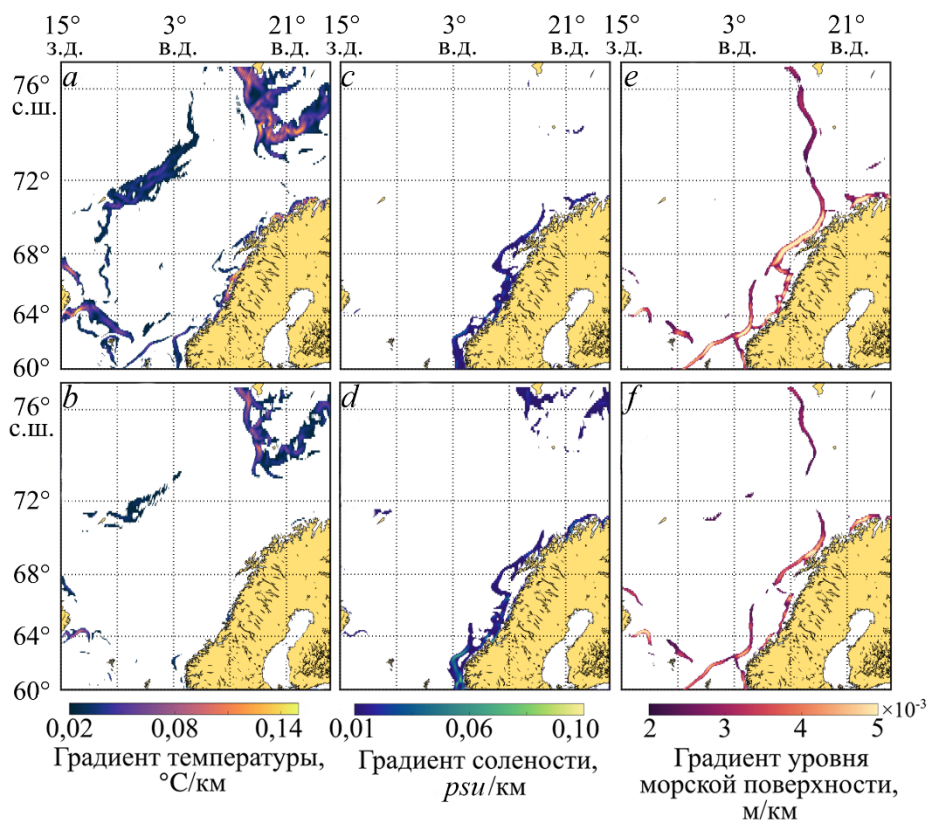 15° 3° 21° 15° 3° 21° 15° 3° 21°
з.д. в.д. в.д. з.д. в.д. в.д. з.д. в.д. в.д.
a c e
76°
с.ш.
72°
68°
64°
60°
b d f
76°
с.ш.
72°
68°
64°
60°
0,02 0,08 0,14 0,01 0,06 0,10 2 3 4 5 ×10⁻³
Градиент температуры,
°С/км
Градиент солености,
psu/км
Градиент уровня
морской поверхности,
м/км